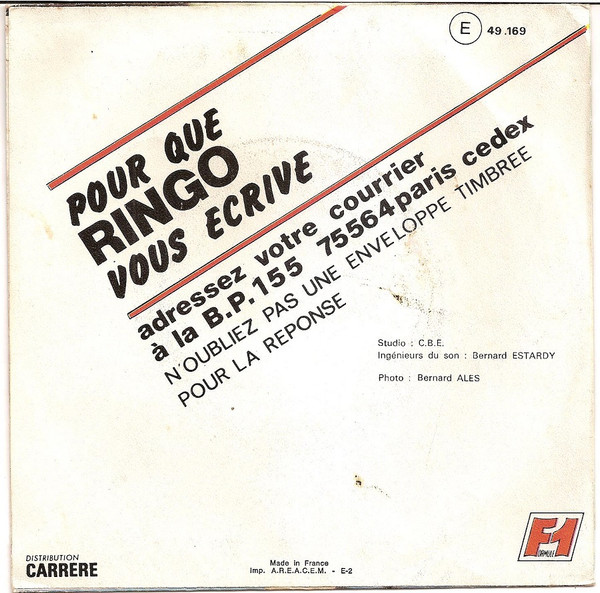 E 49.169
POUR QUE
RINGO
VOUS ECRIVE
adressez votre courrier
à la B.P. 155 75564 paris cedex
N'OUBLIEZ PAS UNE ENVELOPPE TIMBREE
POUR LA REPONSE
Studio : C.B.E.
Ingénieurs du son : Bernard ESTARDY
Photo : Bernard ALES
F1
FORMULE
DISTRIBUTION
CARRERE
Made in France
Imp. A.R.E.A.C.E.M. - E-2